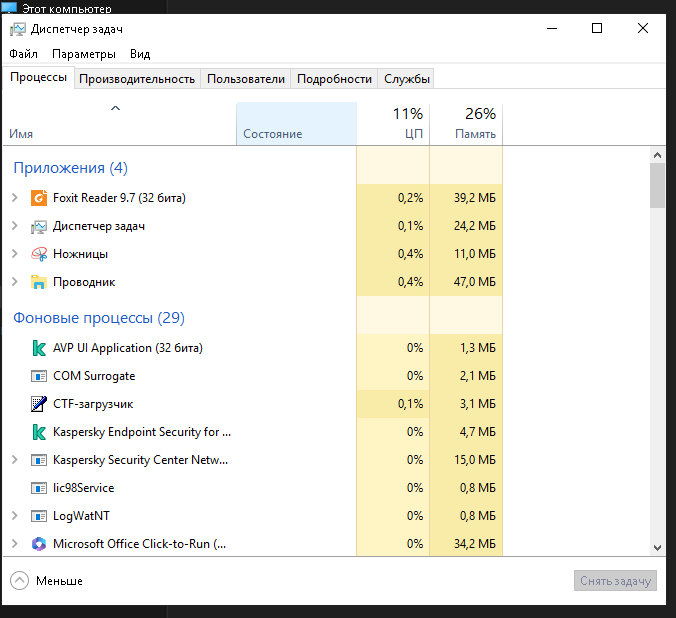 Этот компьютер
Диспетчер задач
Файл Параметры Вид
Процессы Производительность Пользователи Подробности Службы
11% 26%
Имя Состояние ЦП Память
Приложения (4)
Foxit Reader 9.7 (32 бита) 0,2% 39,2 МБ
Диспетчер задач 0,1% 24,2 МБ
Ножницы 0,4% 11,0 МБ
Проводник 0,4% 47,0 МБ
Фоновые процессы (29)
AVP UI Application (32 бита) 0% 1,3 МБ
COM Surrogate 0% 2,1 МБ
CTF-загрузчик 0,1% 3,1 МБ
Kaspersky Endpoint Security for ... 0% 4,7 МБ
Kaspersky Security Center Netw... 0% 15,0 МБ
lic98Service 0% 0,8 МБ
LogWatNT 0% 0,8 МБ
Microsoft Office Click-to-Run (... 0% 34,2 МБ
Меньше Снять задачу